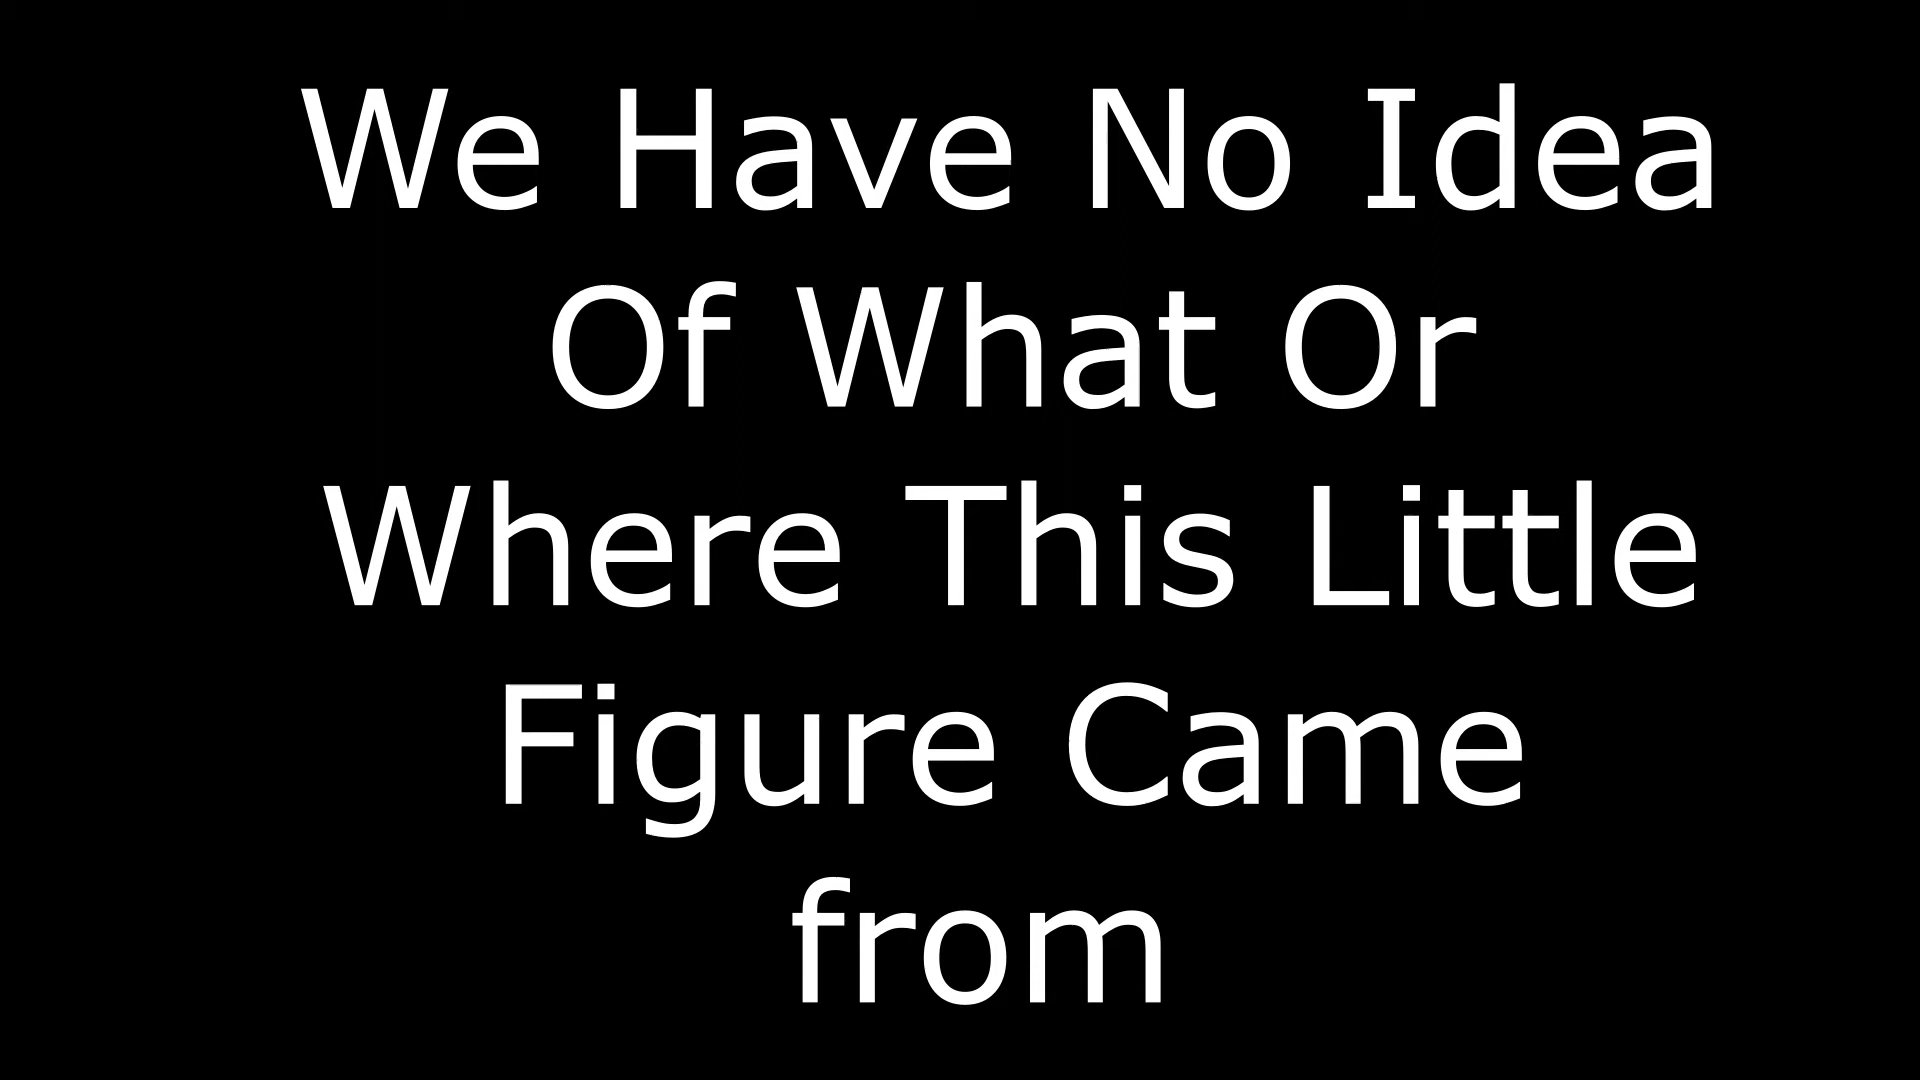 We Have No Idea
Of What Or
Where This Little
Figure Came
from